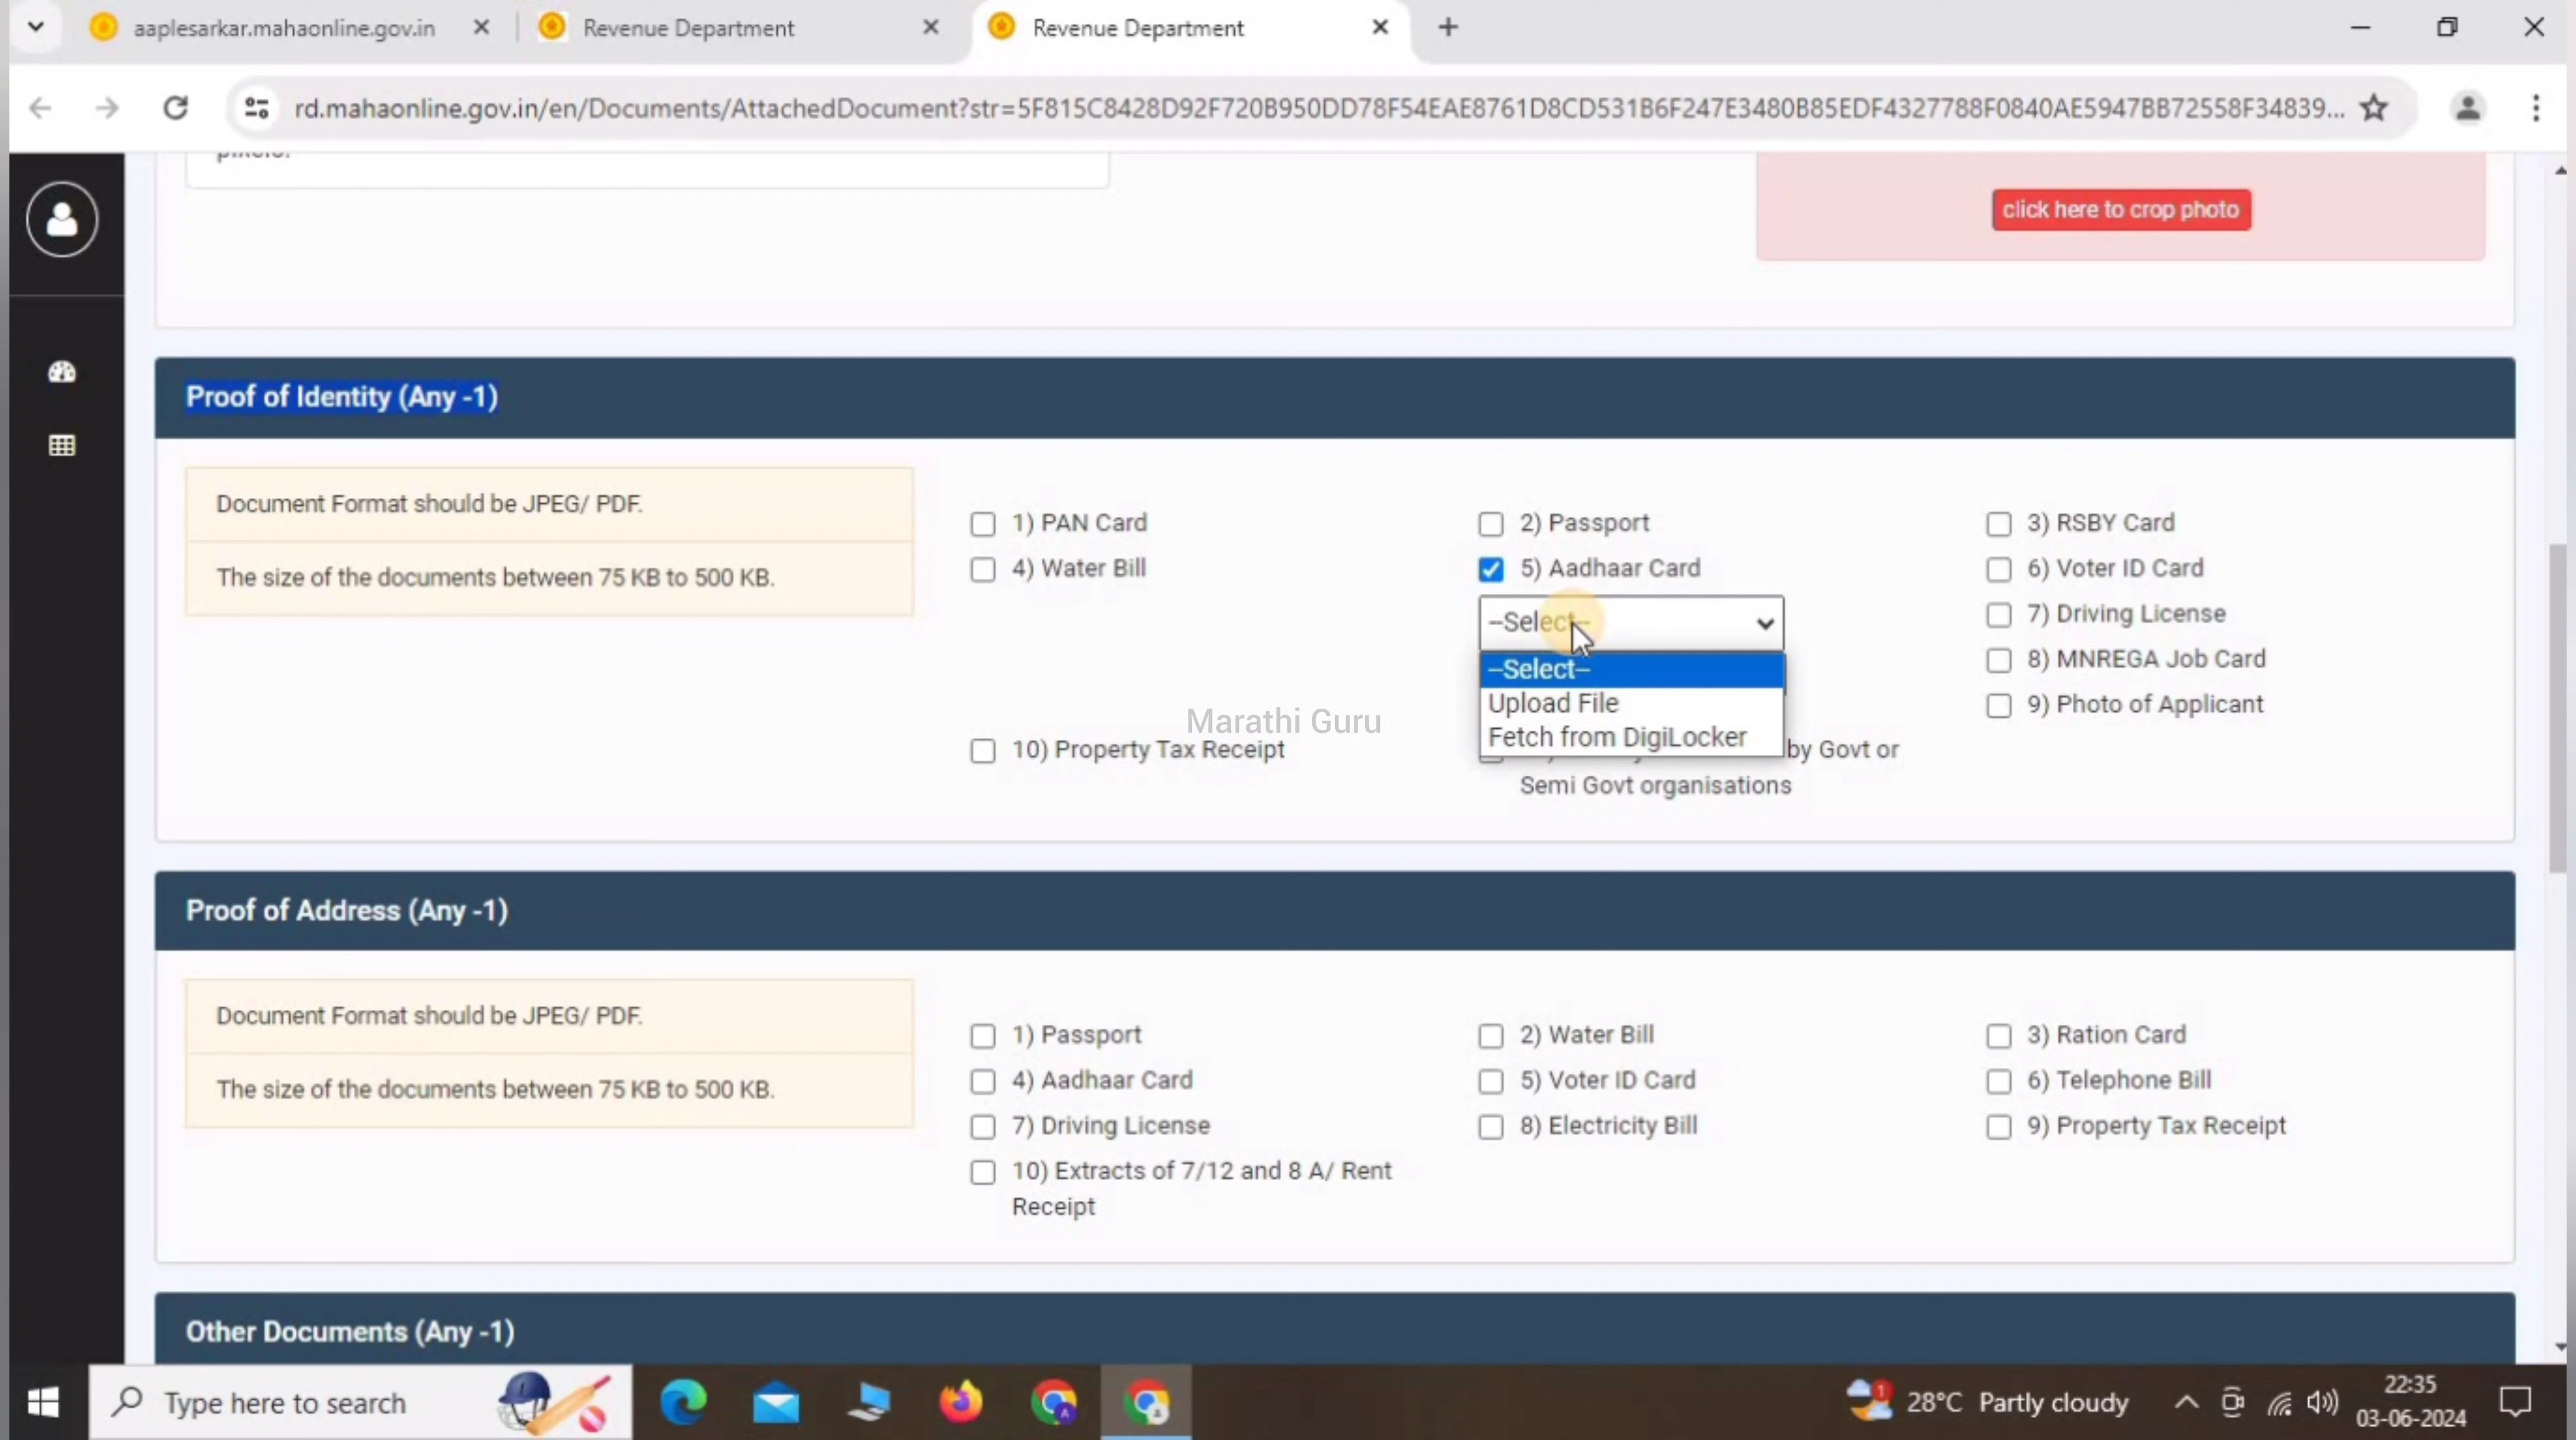 aaplesarkar.mahaonline.gov.in
Revenue Department
Revenue Department
rd.mahaonline.gov.in/en/Documents/AttachedDocument?str=5F815C8428D92F720B950DD78F54EAE8761D8CD531B6F247E3480B85EDF4327788F0840AE5947BB72558F34839...
click here to crop photo
Proof of Identity (Any -1)
Document Format should be JPEG/ PDF.
The size of the documents between 75 KB to 500 KB.
1) PAN Card
2) Passport
3) RSBY Card
4) Water Bill
5) Aadhaar Card
6) Voter ID Card
--Select--
7) Driving License
--Select--
8) MNREGA Job Card
Upload File
9) Photo of Applicant
Fetch from DigiLocker
Marathi Guru
10) Property Tax Receipt
by Govt or
Semi Govt organisations
Proof of Address (Any -1)
Document Format should be JPEG/ PDF.
The size of the documents between 75 KB to 500 KB.
1) Passport
2) Water Bill
3) Ration Card
4) Aadhaar Card
5) Voter ID Card
6) Telephone Bill
7) Driving License
8) Electricity Bill
9) Property Tax Receipt
10) Extracts of 7/12 and 8 A/ Rent
Receipt
Other Documents (Any -1)
Type here to search
1
28°C Partly cloudy
22:35
03-06-2024